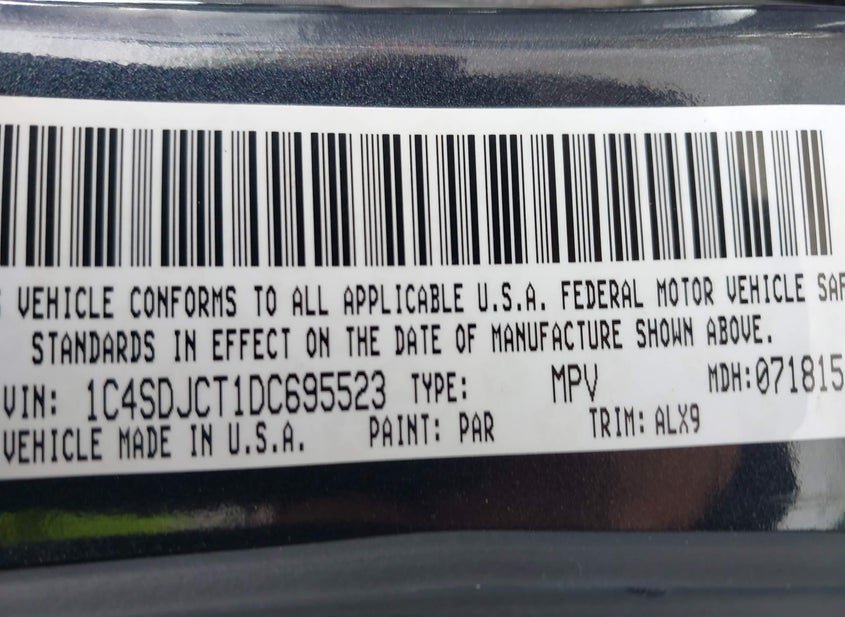 VEHICLE CONFORMS TO ALL APPLICABLE U.S.A. FEDERAL MOTOR VEHICLE SAF
STANDARDS IN EFFECT ON THE DATE OF MANUFACTURE SHOWN ABOVE.
VIN: 1C4SDJCT1DC695523 TYPE: MPV MDH:071815
VEHICLE MADE IN U.S.A. PAINT: PAR TRIM: ALX9